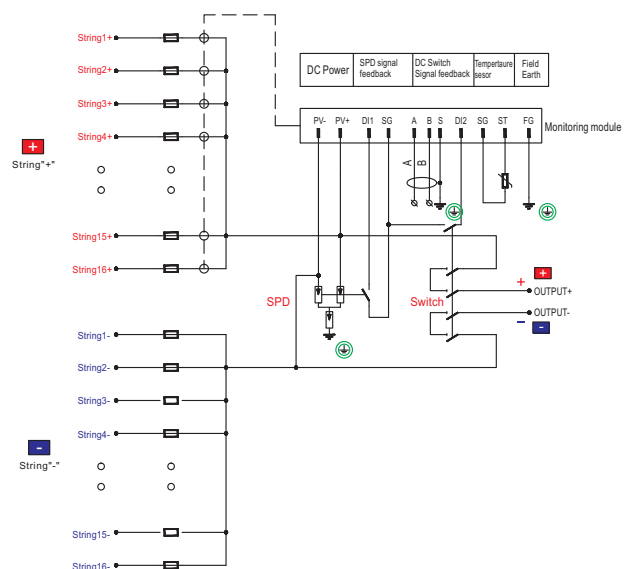 String1+
String2+
String3+
String4+
+
String"+"
String15+
String16+
DC Power
SPD signal
feedback
DC Switch
Signal feedback
Tempertaure
sesor
Field
Earth
PV- PV+ DI1 SG A B S DI2 SG ST FG
Monitoring module
A
B
SPD
Switch
+ +
OUTPUT+
OUTPUT-
- -
String1-
String2-
String3-
String4-
-
String"-"
String15-
String16-